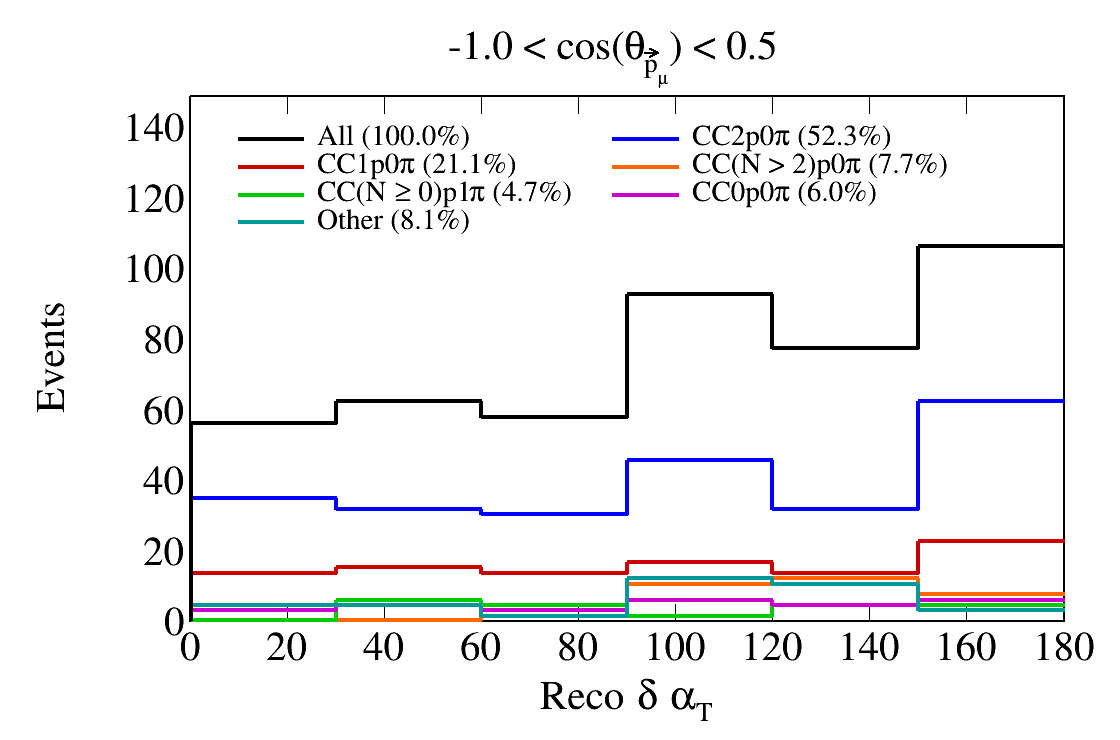 -1.0 < cos(θ_p⃗_μ) < 0.5
140
120
100
80
60
40
20
0
Events
All (100.0%)
CC2p0π (52.3%)
CC1p0π (21.1%)
CC(N > 2)p0π (7.7%)
CC(N ≥ 0)p1π (4.7%)
CC0p0π (6.0%)
Other (8.1%)
0 20 40 60 80 100 120 140 160 180
Reco δ α_T